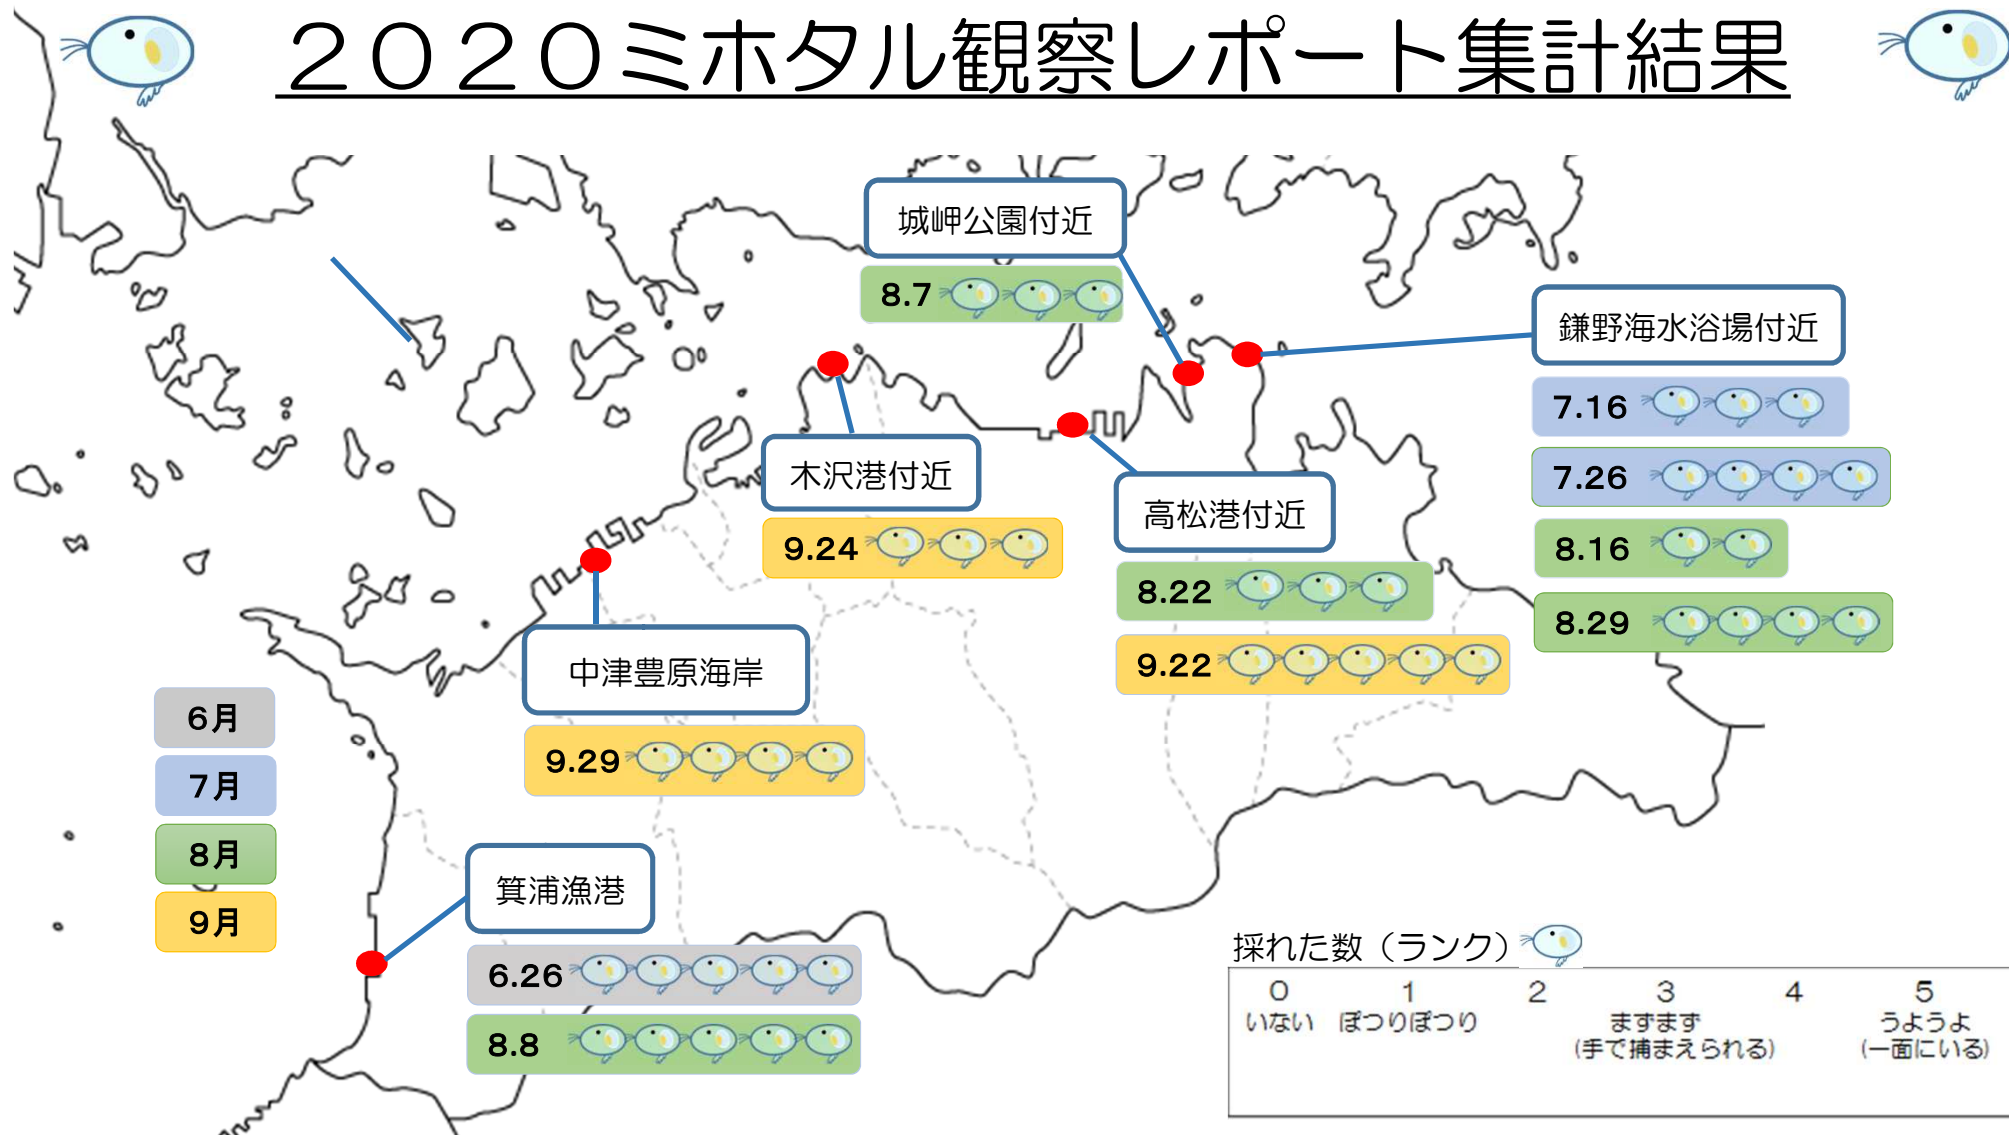 ２０２０ミホタル観察レポート集計結果
城岬公園付近
8.7
鎌野海水浴場付近
7.16
7.26
8.16
8.29
木沢港付近
9.24
高松港付近
8.22
9.22
中津豊原海岸
9.29
6月
7月
8月
9月
箕浦漁港
6.26
8.8
採れた数（ランク）
0 1 2 3 4 5
いない ぽつりぽつり まずまず うようよ
(手で捕まえられる) (一面にいる)